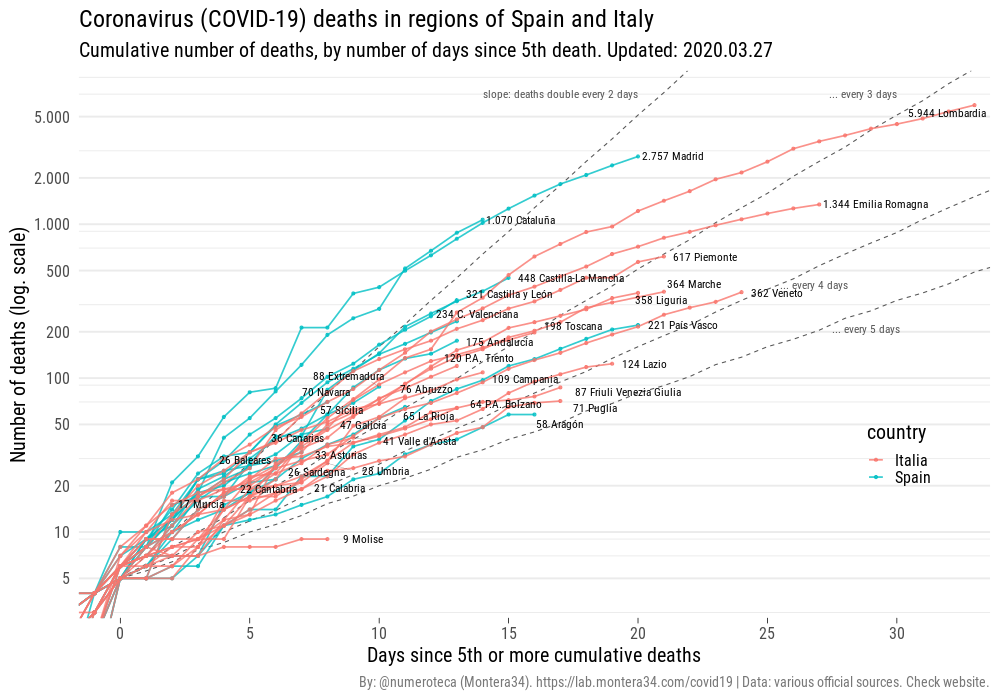 Coronavirus (COVID-19) deaths in regions of Spain and Italy
Cumulative number of deaths, by number of days since 5th death. Updated: 2020.03.27
slope: deaths double every 2 days
... every 3 days
5.000
5.944 Lombardia
2.757 Madrid
2.000
1.344 Emilia Romagna
1.070 Cataluña
1.000
617 Piemonte
500
448 Castilla-La Mancha
364 Marche
... every 4 days
321 Castilla y León
362 Veneto
358 Liguria
234 C. Valenciana
198 Toscana
221 País Vasco
200
... every 5 days
175 Andalucía
120 P.A. Trento
124 Lazio
100
88 Extremadura
109 Campania
70 Navarra
76 Abruzzo
87 Friuli Venezia Giulia
57 Sicilia
64 P.A. Bolzano
71 Puglia
65 La Rioja
50
47 Galicia
58 Aragón
36 Canarias
41 Valle d'Aosta
country
26 Baleares
33 Asturias
Italia
26 Sardegna
28 Umbria
Spain
20
22 Cantabria
21 Calabria
17 Murcia
10
9 Molise
5
Number of deaths (log. scale)
0
5
10
15
20
25
30
Days since 5th or more cumulative deaths
By: @numeroteca (Montera34). https://lab.montera34.com/covid19 | Data: various official sources. Check website.